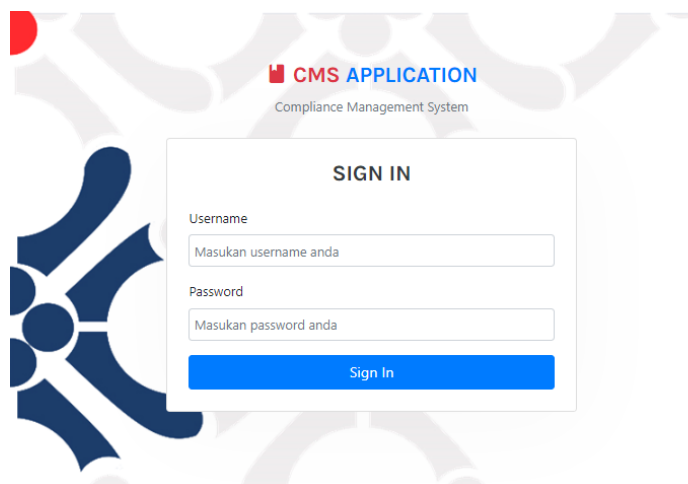 CMS APPLICATION
Compliance Management System
SIGN IN
Username
Masukan username anda
Password
Masukan password anda
Sign In